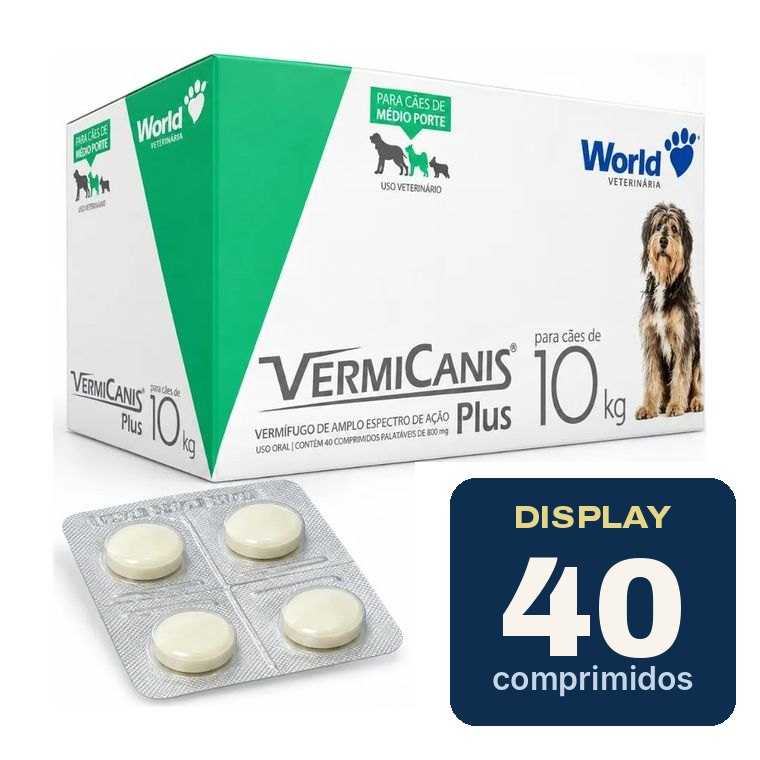 World
VETERINÁRIA
PARA CÃES DE
MÉDIO PORTE
USO VETERINÁRIO
VERMICANIS®
Plus
para cães de
10 kg
PARA CÃES DE
MÉDIO PORTE
USO VETERINÁRIO
World
VETERINÁRIA
VERMICANIS®
Plus
VERMÍFUGO DE AMPLO ESPECTRO DE AÇÃO
USO ORAL | CONTÉM 40 COMPRIMIDOS PALATÁVEIS DE 800 mg
para cães de
10 kg
DISPLAY
40
comprimidos